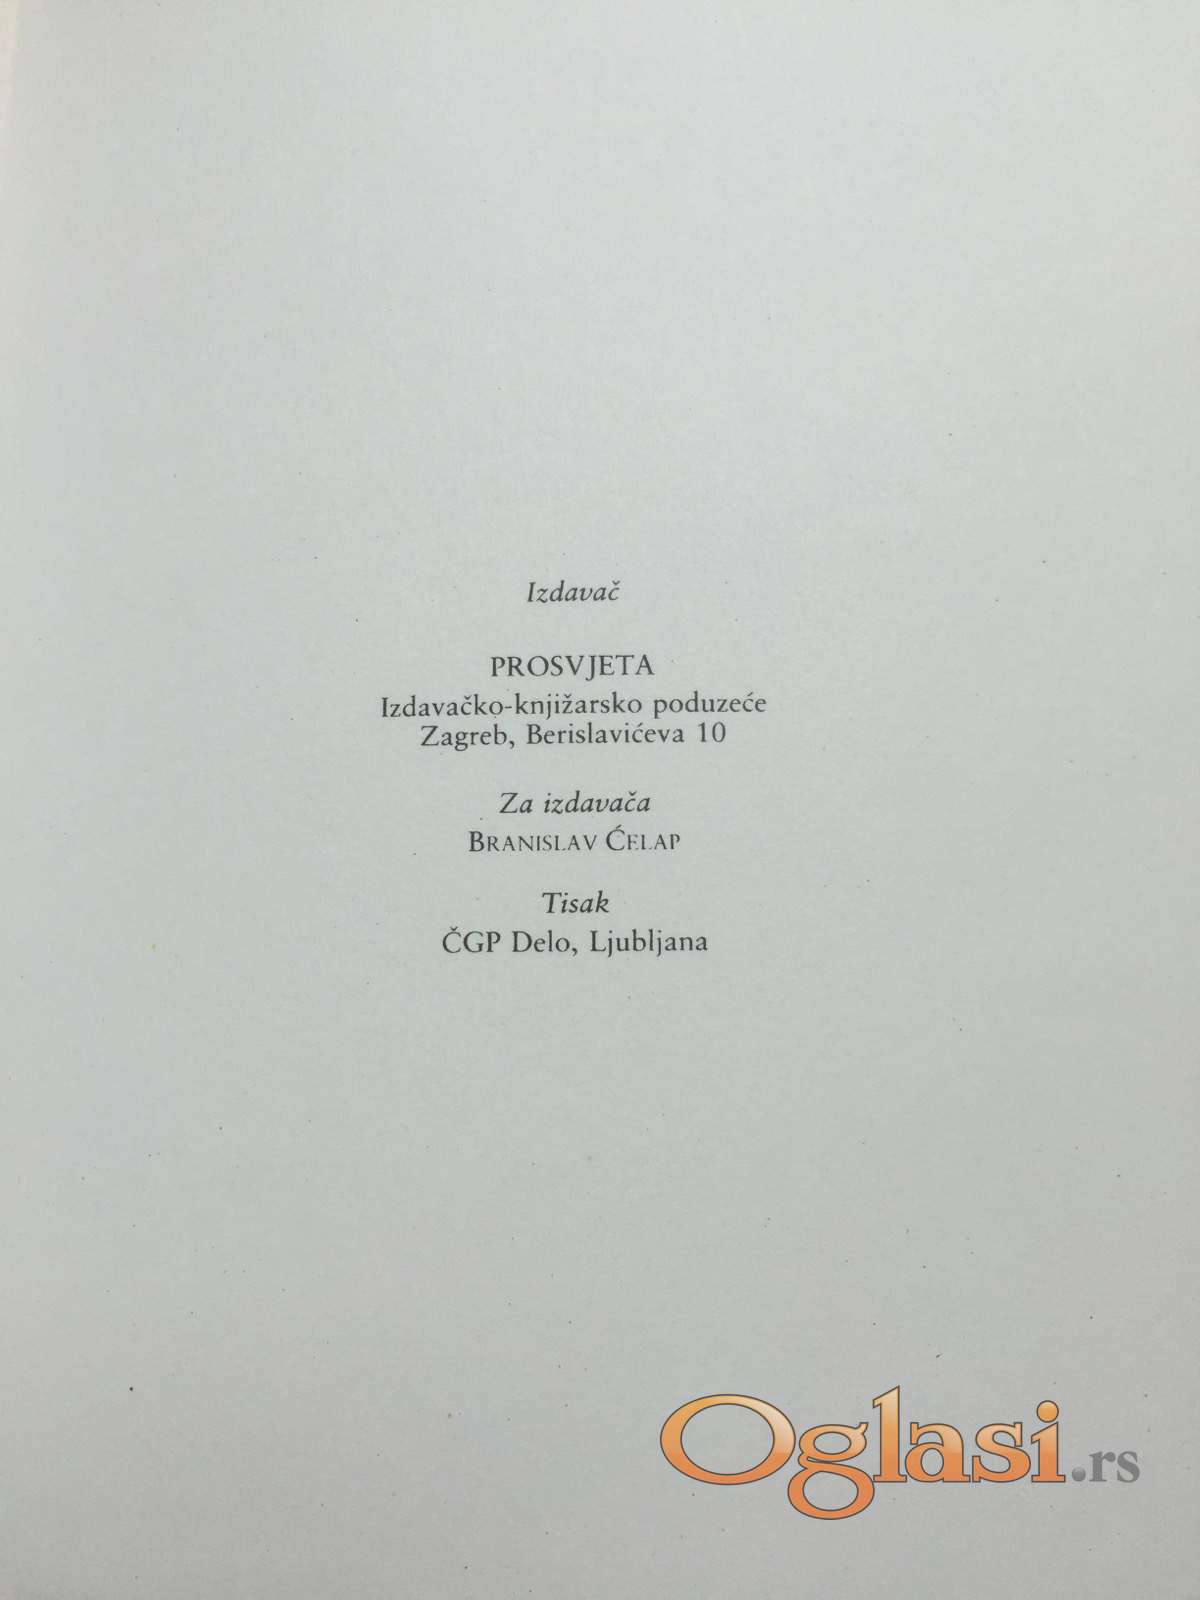 Izdavač
PROSVJETA
Izdavačko-knjižarsko poduzeće
Zagreb, Berislavićeva 10
Za izdavača
BRANISLAV ĆELAP
Tisak
ČGP Delo, Ljubljana
Oglasi.rs